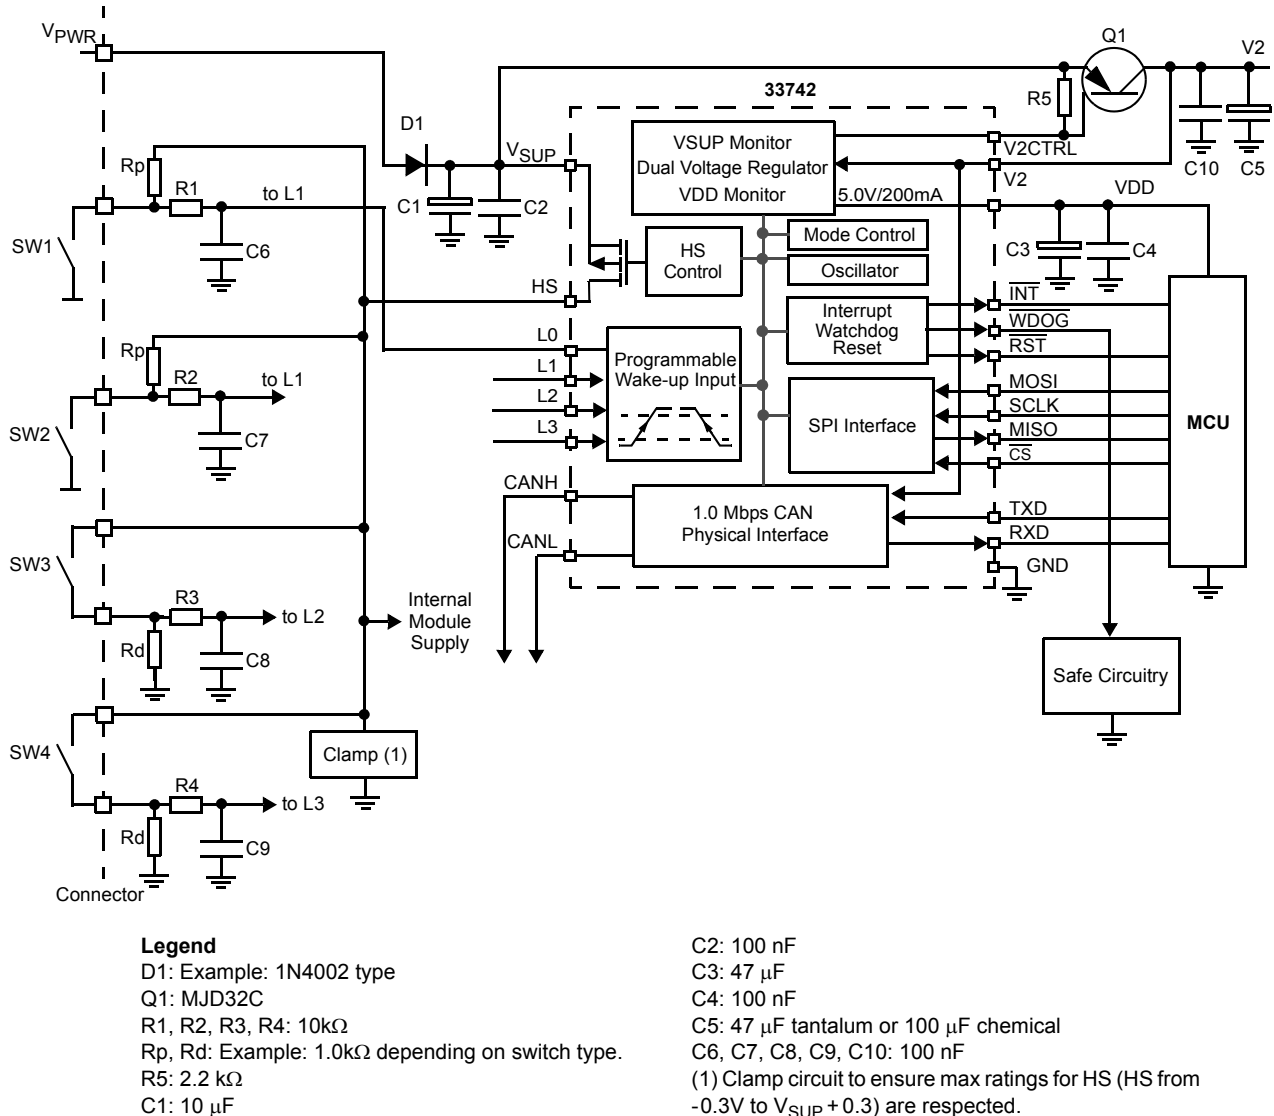 VPWR
Q1
V2
33742
R5
D1
VSUP
VSUP Monitor
Dual Voltage Regulator
VDD Monitor
V2CTRL
V2
C10
C5
Rp
R1
to L1
C1
C2
5.0V/200mA
VDD
SW1
C6
HS
Control
Mode Control
Oscillator
C3
C4
HS
Interrupt
Watchdog
Reset
INT
WDOG
RST
Rp
R2
to L1
L0
L1
L2
L3
Programmable
Wake-up Input
SPI Interface
MOSI
SCLK
MISO
CS
MCU
SW2
C7
CANH
CANL
1.0 Mbps CAN
Physical Interface
TXD
RXD
GND
SW3
R3
to L2
Rd
C8
Internal
Module
Supply
Safe Circuitry
SW4
Clamp (1)
R4
to L3
Rd
C9
Connector
Legend
D1: Example: 1N4002 type
Q1: MJD32C
R1, R2, R3, R4: 10kΩ
Rp, Rd: Example: 1.0kΩ depending on switch type.
R5: 2.2 kΩ
C1: 10 μF
C2: 100 nF
C3: 47 μF
C4: 100 nF
C5: 47 μF tantalum or 100 μF chemical
C6, C7, C8, C9, C10: 100 nF
(1) Clamp circuit to ensure max ratings for HS (HS from
-0.3V to VSUP + 0.3) are respected.